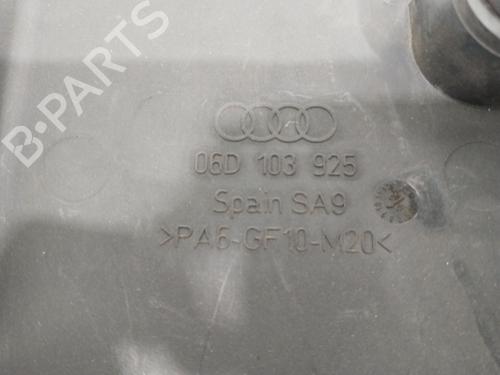 B-PARTS
06D 103 925
Spain SA9
>PA6-GF10-M20<